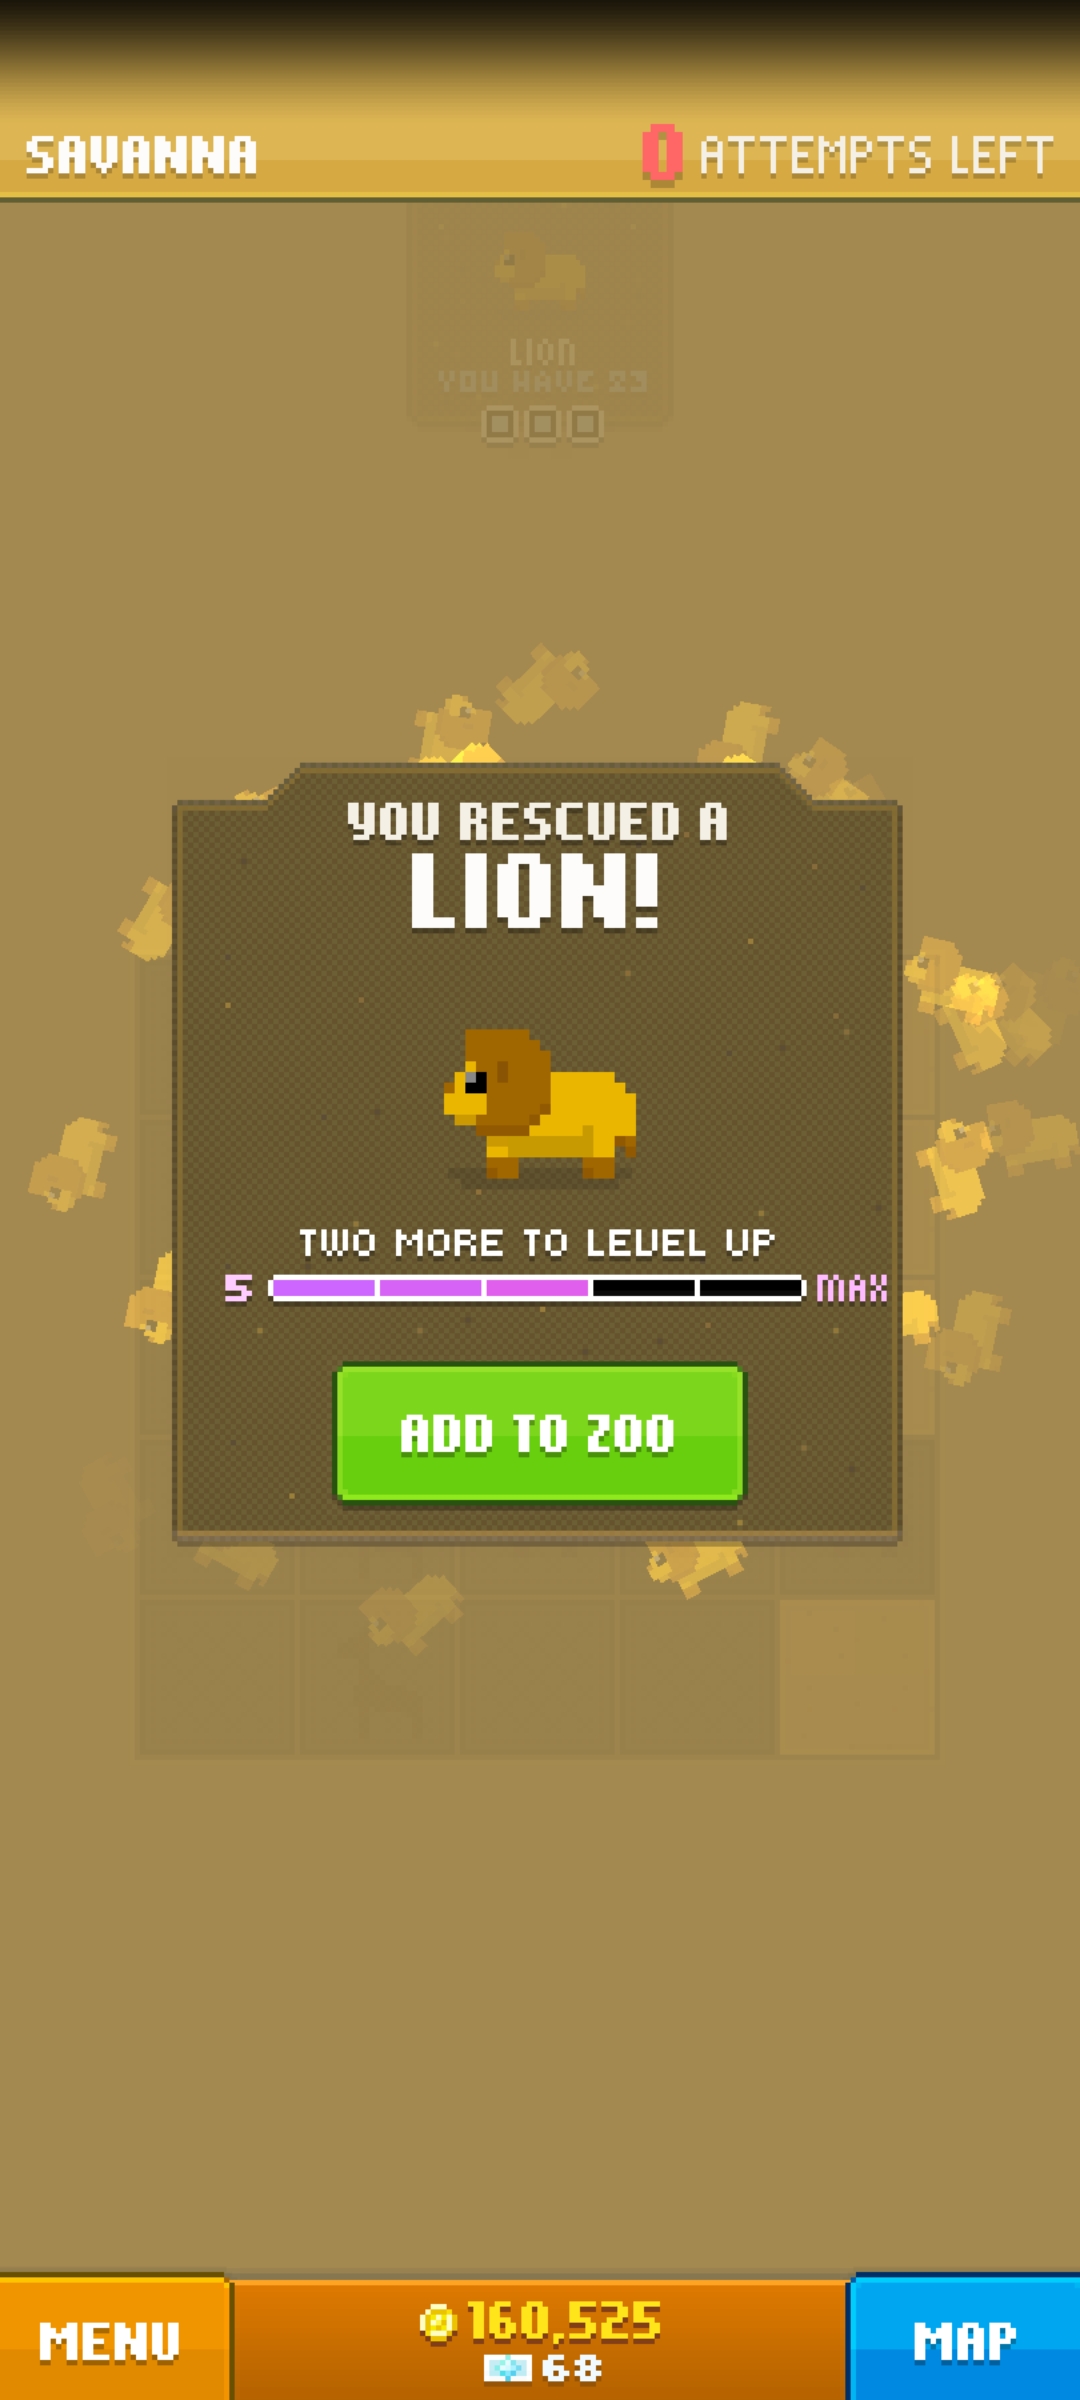 SAVANNA
0 ATTEMPTS LEFT
LION
YOU HAVE 23
YOU RESCUED A
LION!
TWO MORE TO LEVEL UP
5 MAX
ADD TO ZOO
MENU
160,525
68
MAP